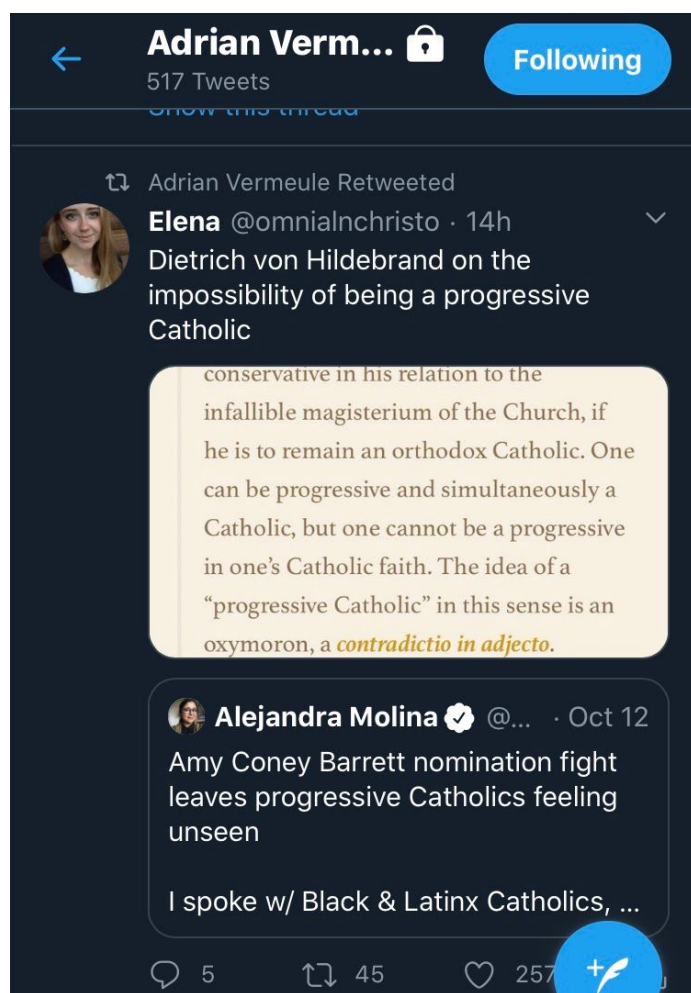 Adrian Verm...
517 Tweets
Following
Show this thread
Adrian Vermeule Retweeted
Elena @omniaInchristo · 14h
Dietrich von Hildebrand on the
impossibility of being a progressive
Catholic
conservative in his relation to the
infallible magisterium of the Church, if
he is to remain an orthodox Catholic. One
can be progressive and simultaneously a
Catholic, but one cannot be a progressive
in one's Catholic faith. The idea of a
“progressive Catholic” in this sense is an
oxymoron, a contradictio in adjecto.
Alejandra Molina @... · Oct 12
Amy Coney Barrett nomination fight
leaves progressive Catholics feeling
unseen
I spoke w/ Black & Latinx Catholics, ...
5 45 257